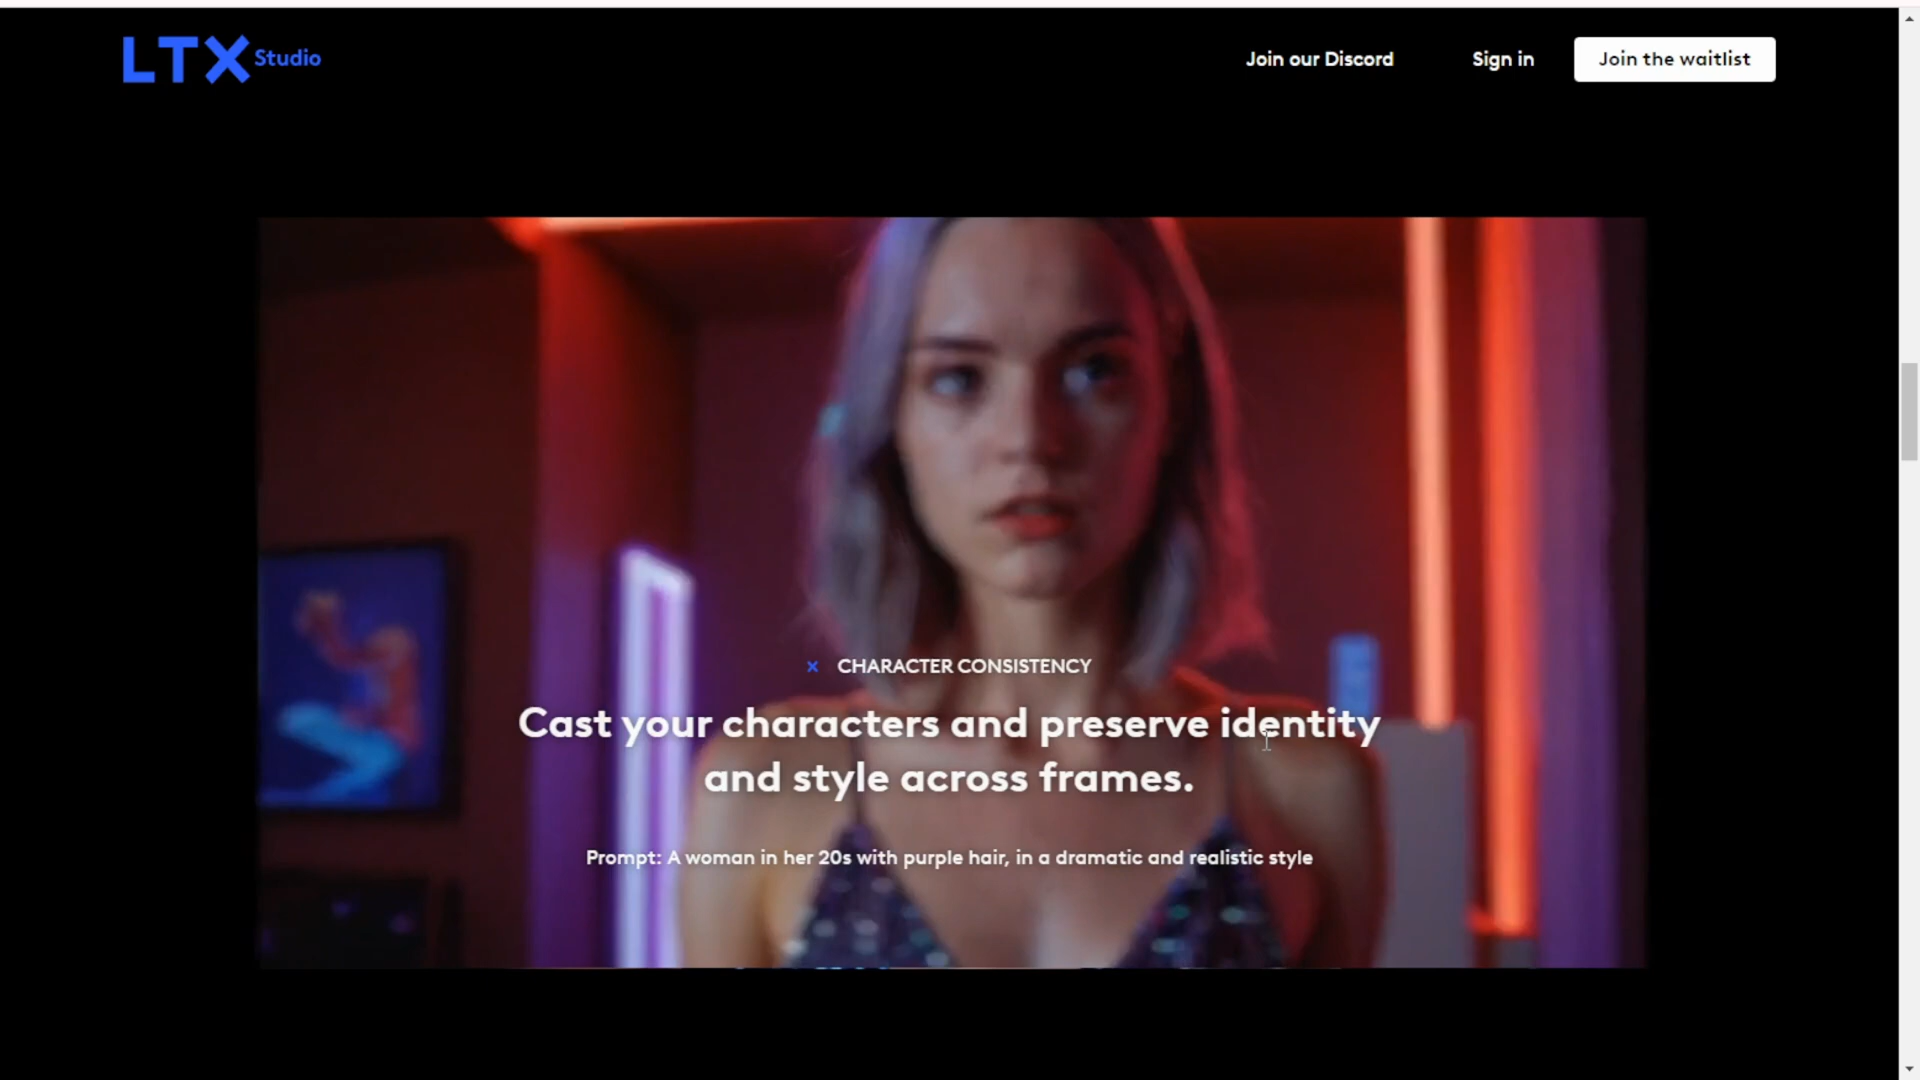 LTX Studio
Join our Discord
Sign in
Join the waitlist
× CHARACTER CONSISTENCY
Cast your characters and preserve identity
and style across frames.
Prompt: A woman in her 20s with purple hair, in a dramatic and realistic style